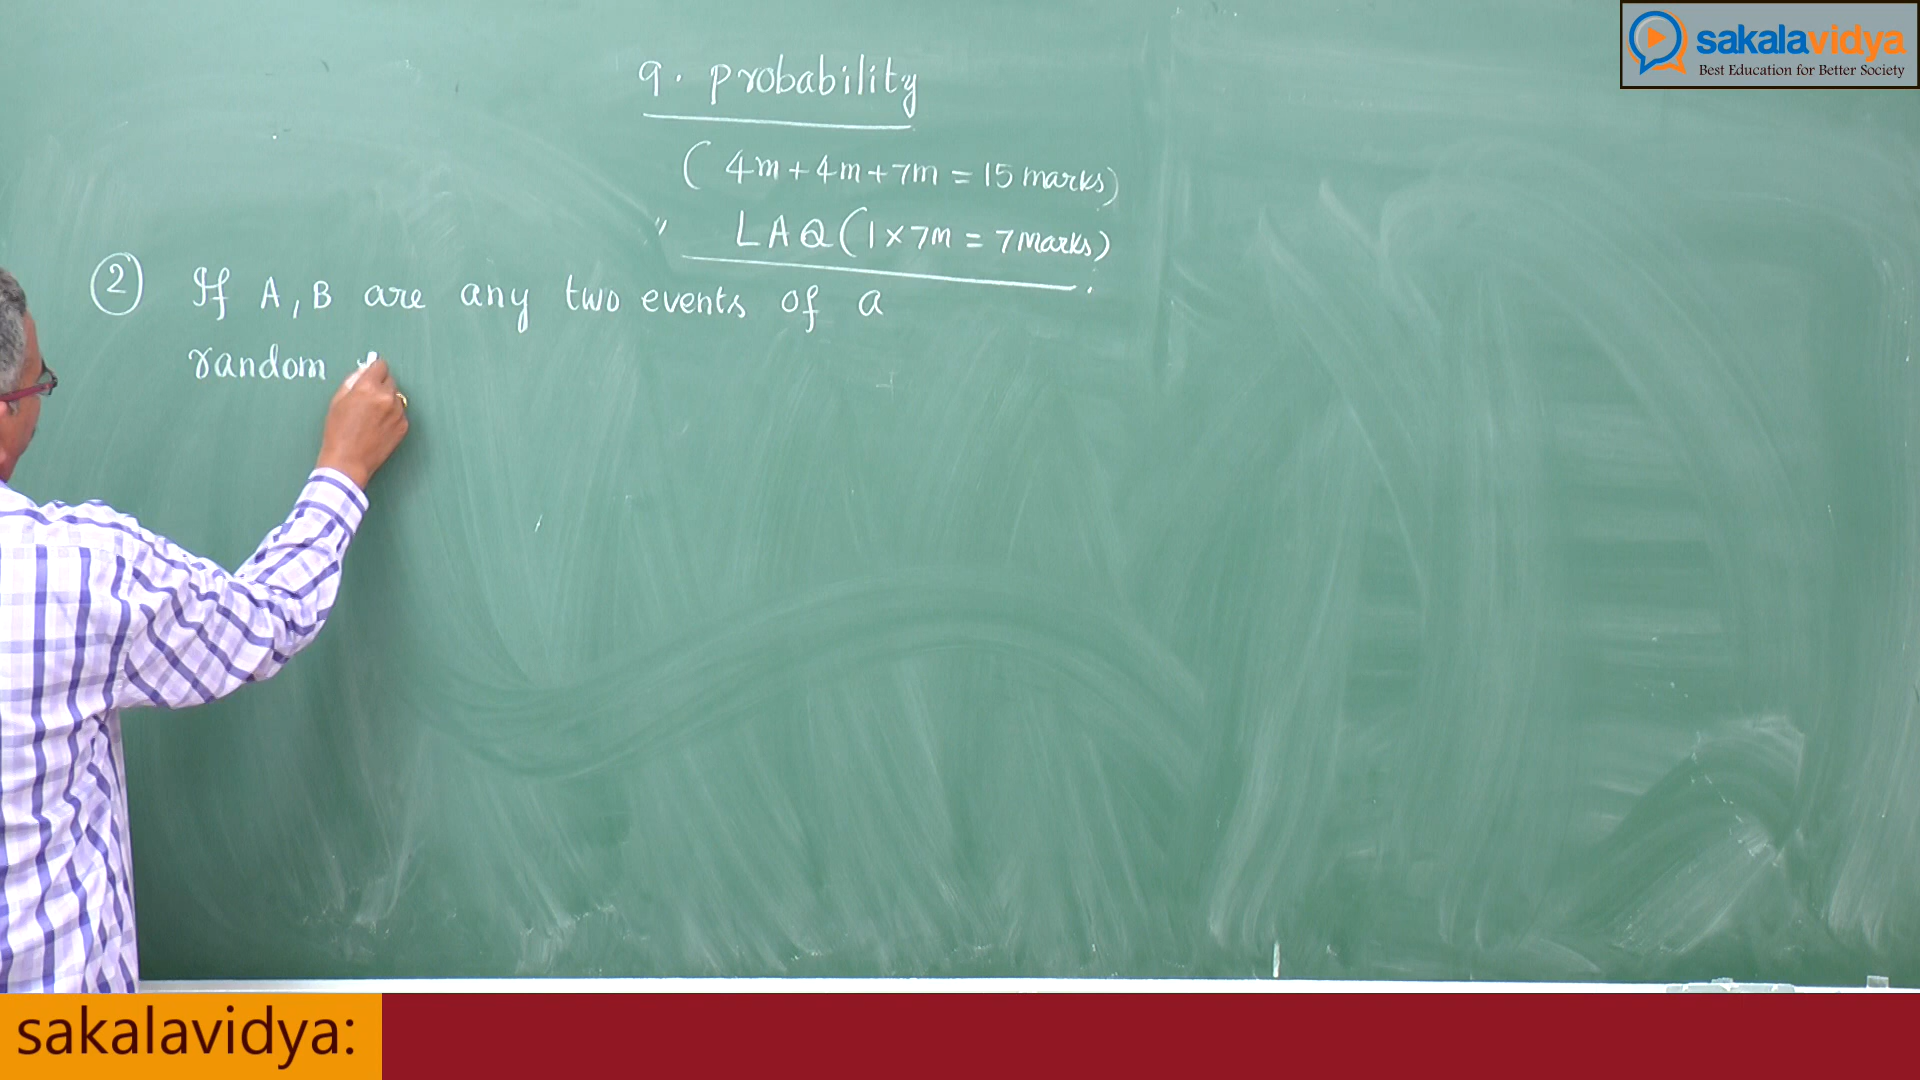 sakalavidya
Best Education for Better Society
9. probability
( 4m + 4m + 7m = 15 marks)
" LAQ (1 × 7m = 7 Marks)
2 If A, B are any two events of a
random
sakalavidya: